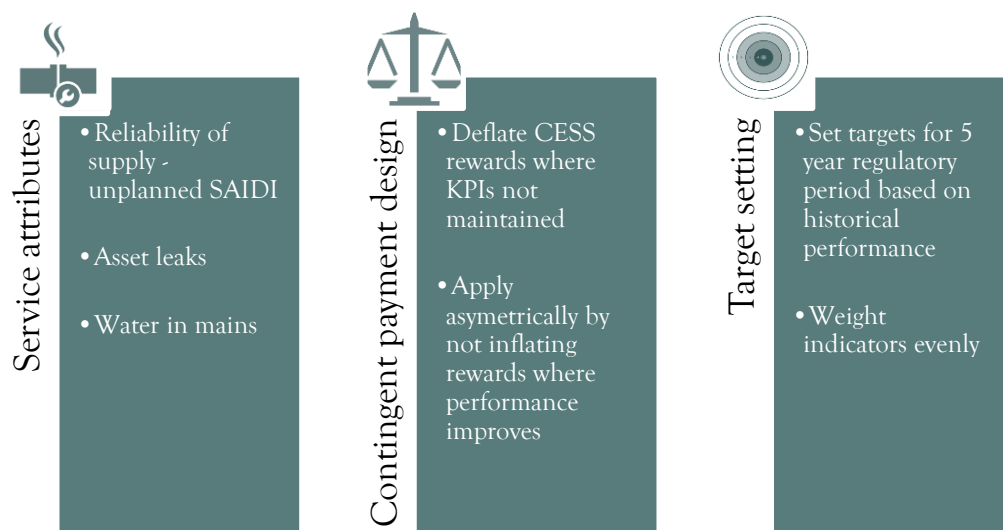 Service attributes
• Reliability of
supply -
unplanned SAIDI
• Asset leaks
• Water in mains
Contingent payment design
• Deflate CESS
rewards where
KPIs not
maintained
• Apply
asymetrically by
not inflating
rewards where
performance
improves
Target setting
• Set targets for 5
year regulatory
period based on
historical
performance
• Weight
indicators evenly